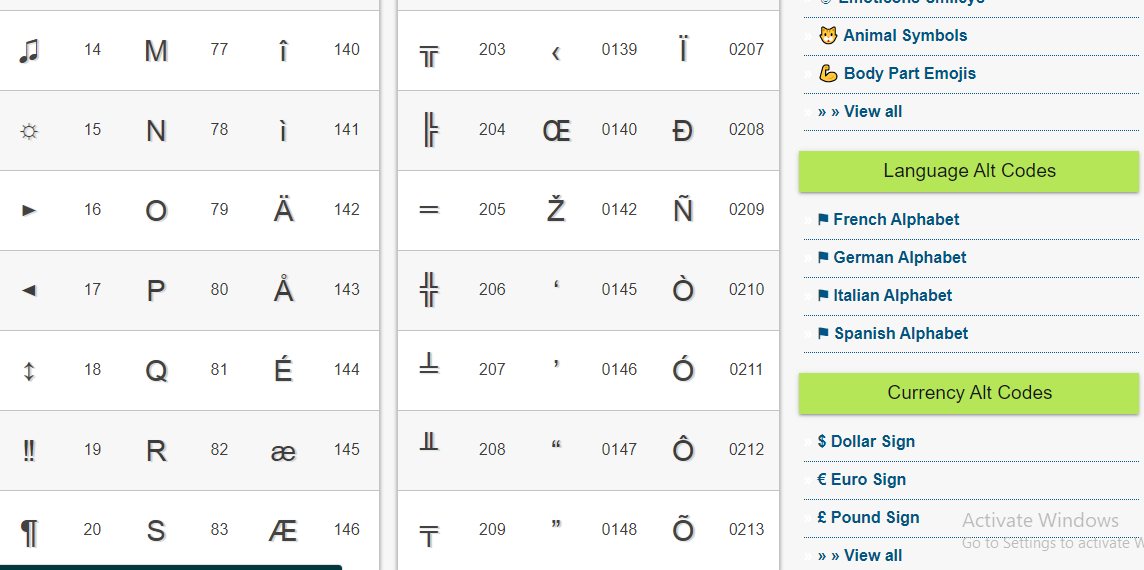 ♫ 14 M 77 î 140
☼ 15 N 78 ì 141
► 16 O 79 Ä 142
◄ 17 P 80 Å 143
↕ 18 Q 81 É 144
‼ 19 R 82 æ 145
¶ 20 S 83 Æ 146
╦ 203 ‹ 0139 Ï 0207
╠ 204 Œ 0140 Ð 0208
═ 205 Ž 0142 Ñ 0209
╬ 206 ‘ 0145 Ò 0210
╧ 207 ’ 0146 Ó 0211
╨ 208 “ 0147 Ô 0212
╤ 209 ” 0148 Õ 0213
☺ Emoticons Smileys
🐯 Animal Symbols
💪 Body Part Emojis
» » View all
Language Alt Codes
⚑ French Alphabet
⚑ German Alphabet
⚑ Italian Alphabet
⚑ Spanish Alphabet
Currency Alt Codes
$ Dollar Sign
€ Euro Sign
£ Pound Sign
» » View all
Activate Windows
Go to Settings to activate W